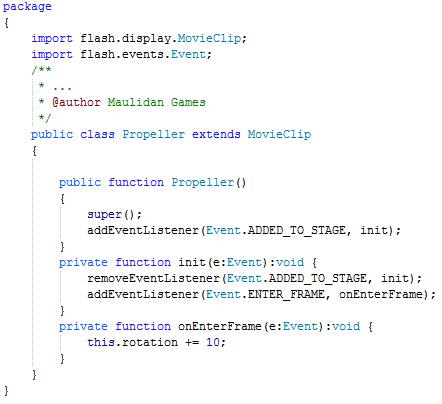 package
{
    import flash.display.MovieClip;
    import flash.events.Event;
    /**
     * ...
     * @author Maulidan Games
     */
    public class Propeller extends MovieClip
    {
        public function Propeller()
        {
            super();
            addEventListener(Event.ADDED_TO_STAGE, init);
        }
        private function init(e:Event):void {
            removeEventListener(Event.ADDED_TO_STAGE, init);
            addEventListener(Event.ENTER_FRAME, onEnterFrame);
        }
        private function onEnterFrame(e:Event):void {
            this.rotation += 10;
        }
    }
}